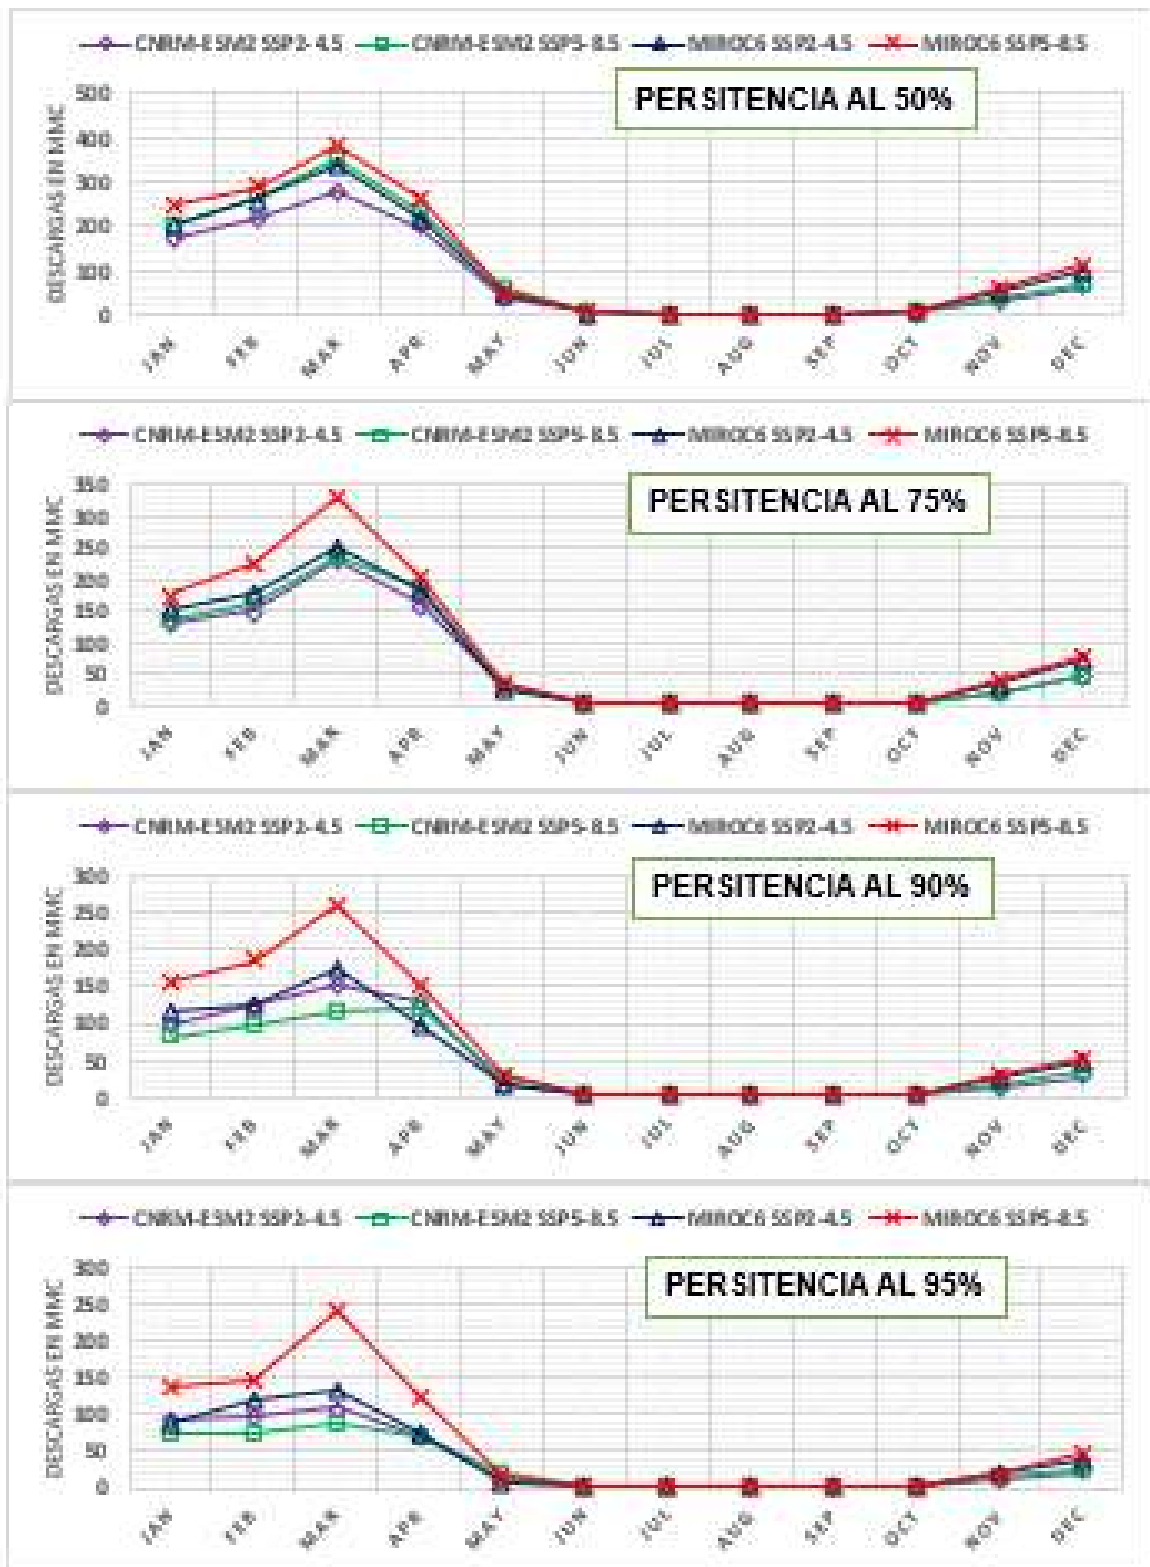 CNRM-ESM2 SSP2-4.5 CNRM-ESM2 SSP5-8.5 MIROC6 SSP2-4.5 MIROC6 SSP5-8.5
PERSITENCIA AL 50%
DESCARGAS EN MMC
500
400
300
200
100
0
JAN FEB MAR APR MAY JUN JUL AUG SEP OCT NOV DEC
CNRM-ESM2 SSP2-4.5 CNRM-ESM2 SSP5-8.5 MIROC6 SSP2-4.5 MIROC6 SSP5-8.5
PERSITENCIA AL 75%
DESCARGAS EN MMC
350
300
250
200
150
100
50
0
JAN FEB MAR APR MAY JUN JUL AUG SEP OCT NOV DEC
CNRM-ESM2 SSP2-4.5 CNRM-ESM2 SSP5-8.5 MIROC6 SSP2-4.5 MIROC6 SSP5-8.5
PERSITENCIA AL 90%
DESCARGAS EN MMC
300
250
200
150
100
50
0
JAN FEB MAR APR MAY JUN JUL AUG SEP OCT NOV DEC
CNRM-ESM2 SSP2-4.5 CNRM-ESM2 SSP5-8.5 MIROC6 SSP2-4.5 MIROC6 SSP5-8.5
PERSITENCIA AL 95%
DESCARGAS EN MMC
300
250
200
150
100
50
0
JAN FEB MAR APR MAY JUN JUL AUG SEP OCT NOV DEC